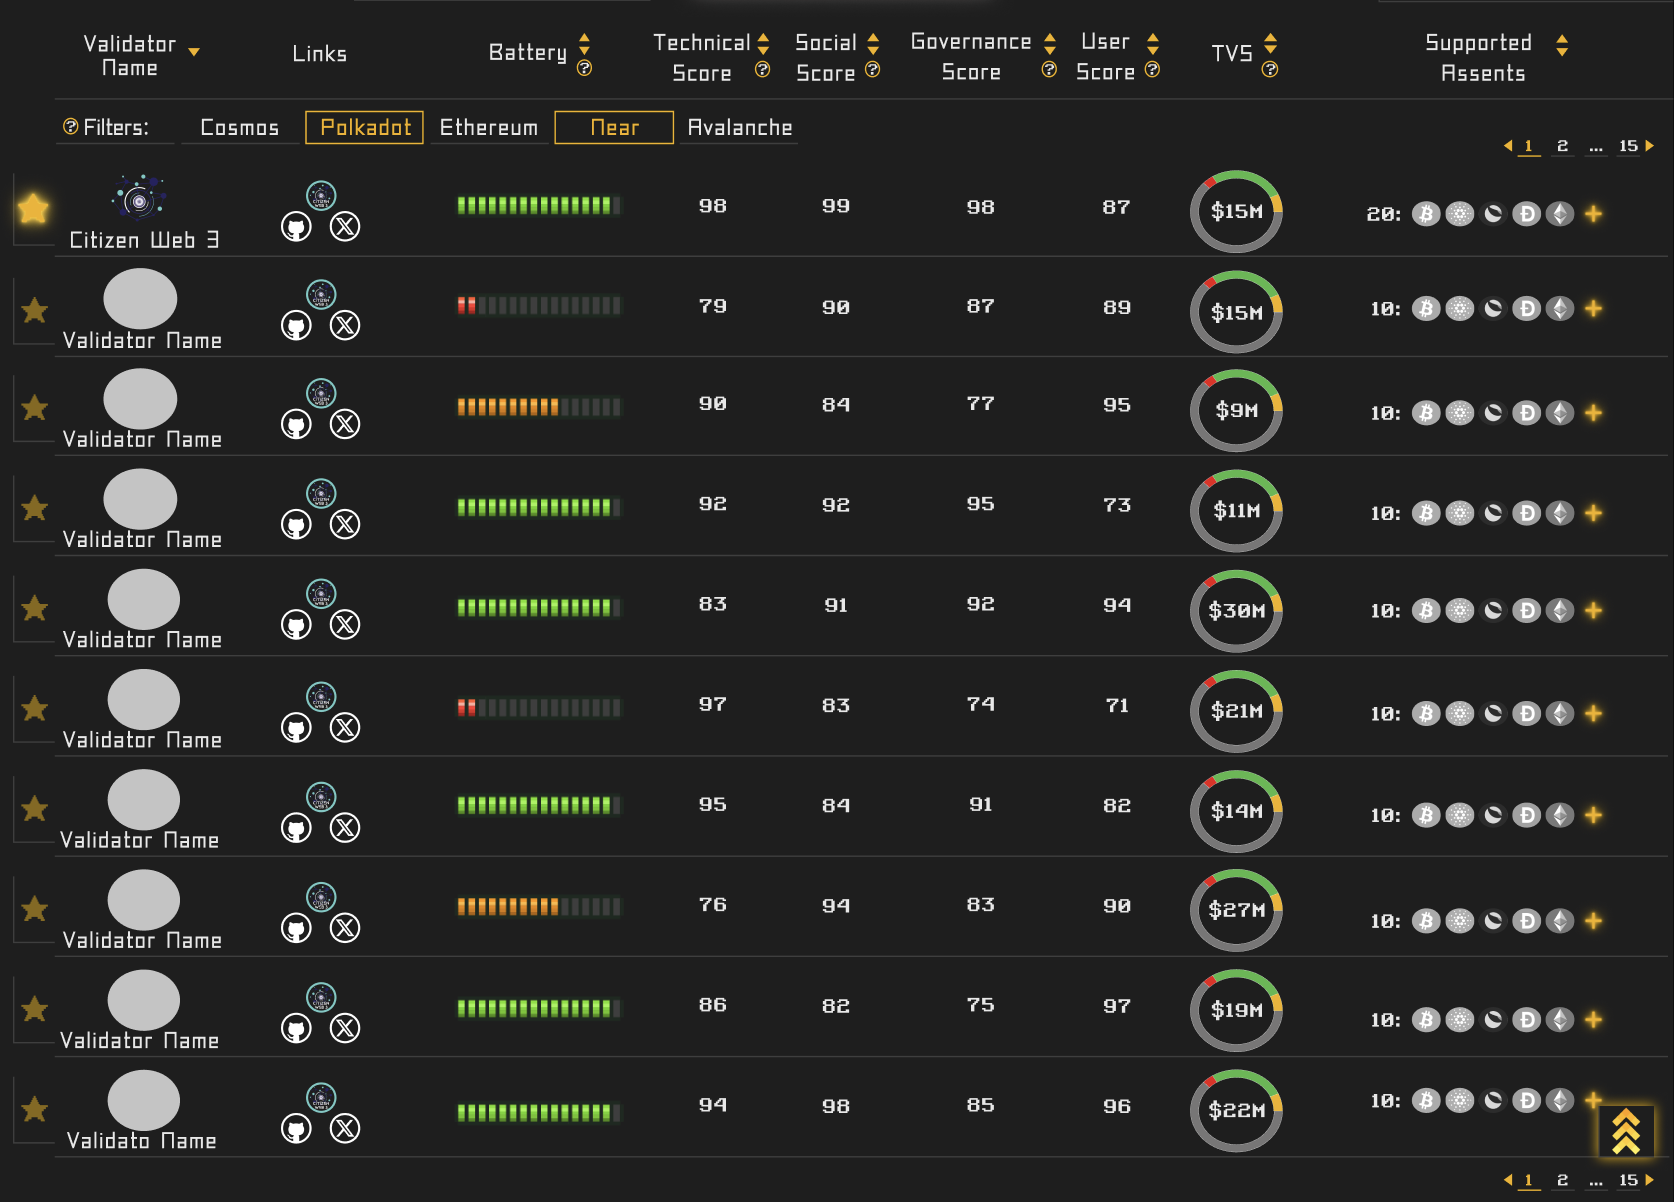 Validator Name
Links
Battery ?
Technical Score ?
Social Score ?
Governance Score ?
User Score ?
TVS ?
Supported Assents
? Filters: Cosmos Polkadot Ethereum Near Avalanche
1 2 ... 15
Citizen Web 3 98 99 98 87 $15M 20:
Validator Name 79 90 87 89 $15M 10:
Validator Name 90 84 77 95 $9M 10:
Validator Name 92 92 95 73 $11M 10:
Validator Name 83 91 92 94 $30M 10:
Validator Name 97 83 74 71 $21M 10:
Validator Name 95 84 91 82 $14M 10:
Validator Name 76 94 83 90 $27M 10:
Validator Name 86 82 75 97 $19M 10:
Validato Name 94 98 85 96 $22M 10:
1 2 ... 15